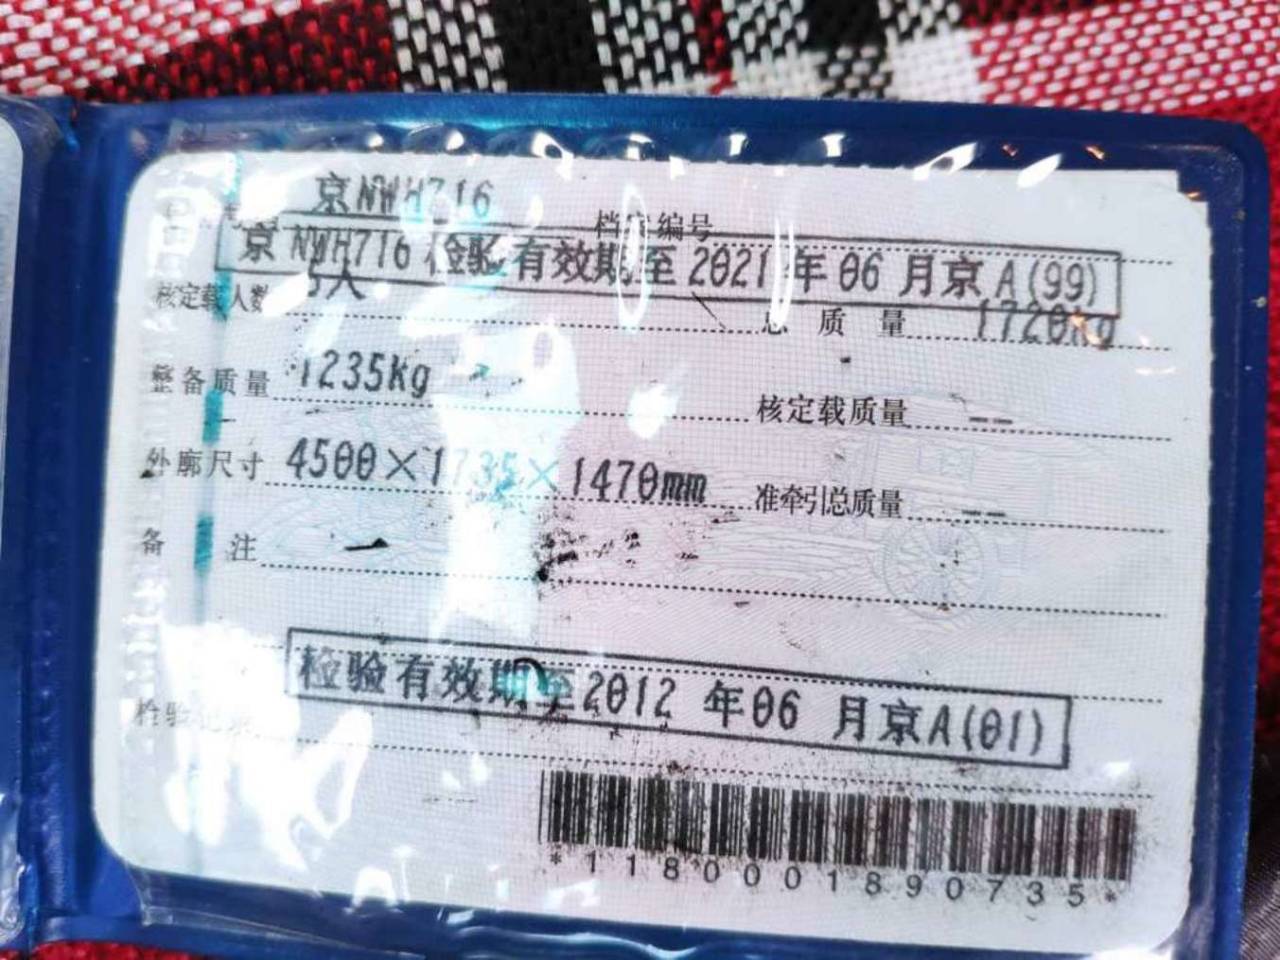 京NWH716
档案编号
京NWH716 检验有效期至2021年06月京A(99)
核定载人数 5人
总质量 1720kg
整备质量 1235kg
核定载质量 --
外廓尺寸 4500×1735×1470mm
准牵引总质量 --
备注
检验有效期至2012年06月京A(01)
检验记录
*1180001890735*